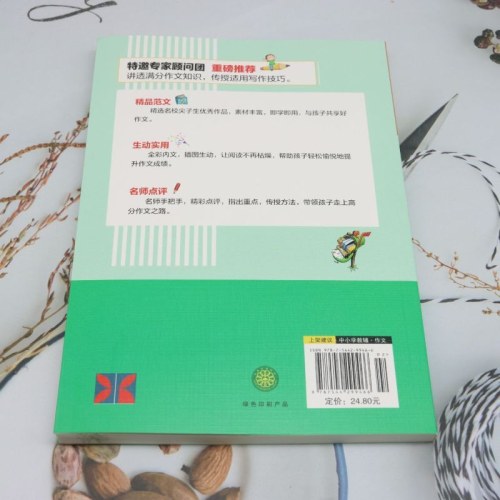 特邀专家顾问团 重磅推荐
讲透满分作文知识，传授适用写作技巧。
精品范文
精选名校尖子生优秀作品，素材丰富，即学即用，与孩子共享好
作文。
生动实用
全彩内文，插图生动，让阅读不再枯燥，帮助孩子轻松愉悦地提
升作文成绩。
名师点评
名师手把手，精彩点评，指出重点，传授方法，带领孩子走上高
分作文之路。
上架建议 中小学教辅·作文
定价：24.80元
绿色印刷产品